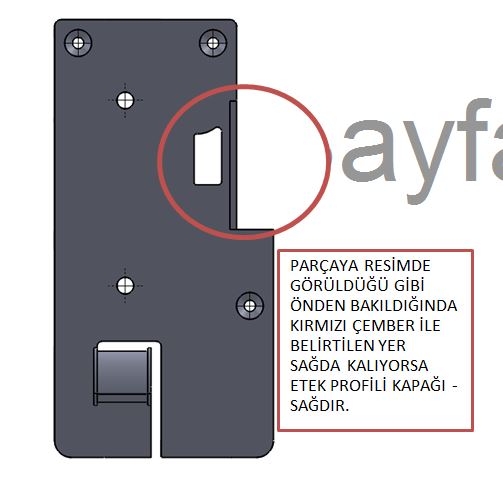 ayfa
PARÇAYA RESİMDE
GÖRÜLDÜĞÜ GİBİ
ÖNDEN BAKILDIĞINDA
KIRMIZI ÇEMBER İLE
BELİRTİLEN YER
SAĞDA KALIYORSA
ETEK PROFİLİ KAPAĞI -
SAĞDIR.